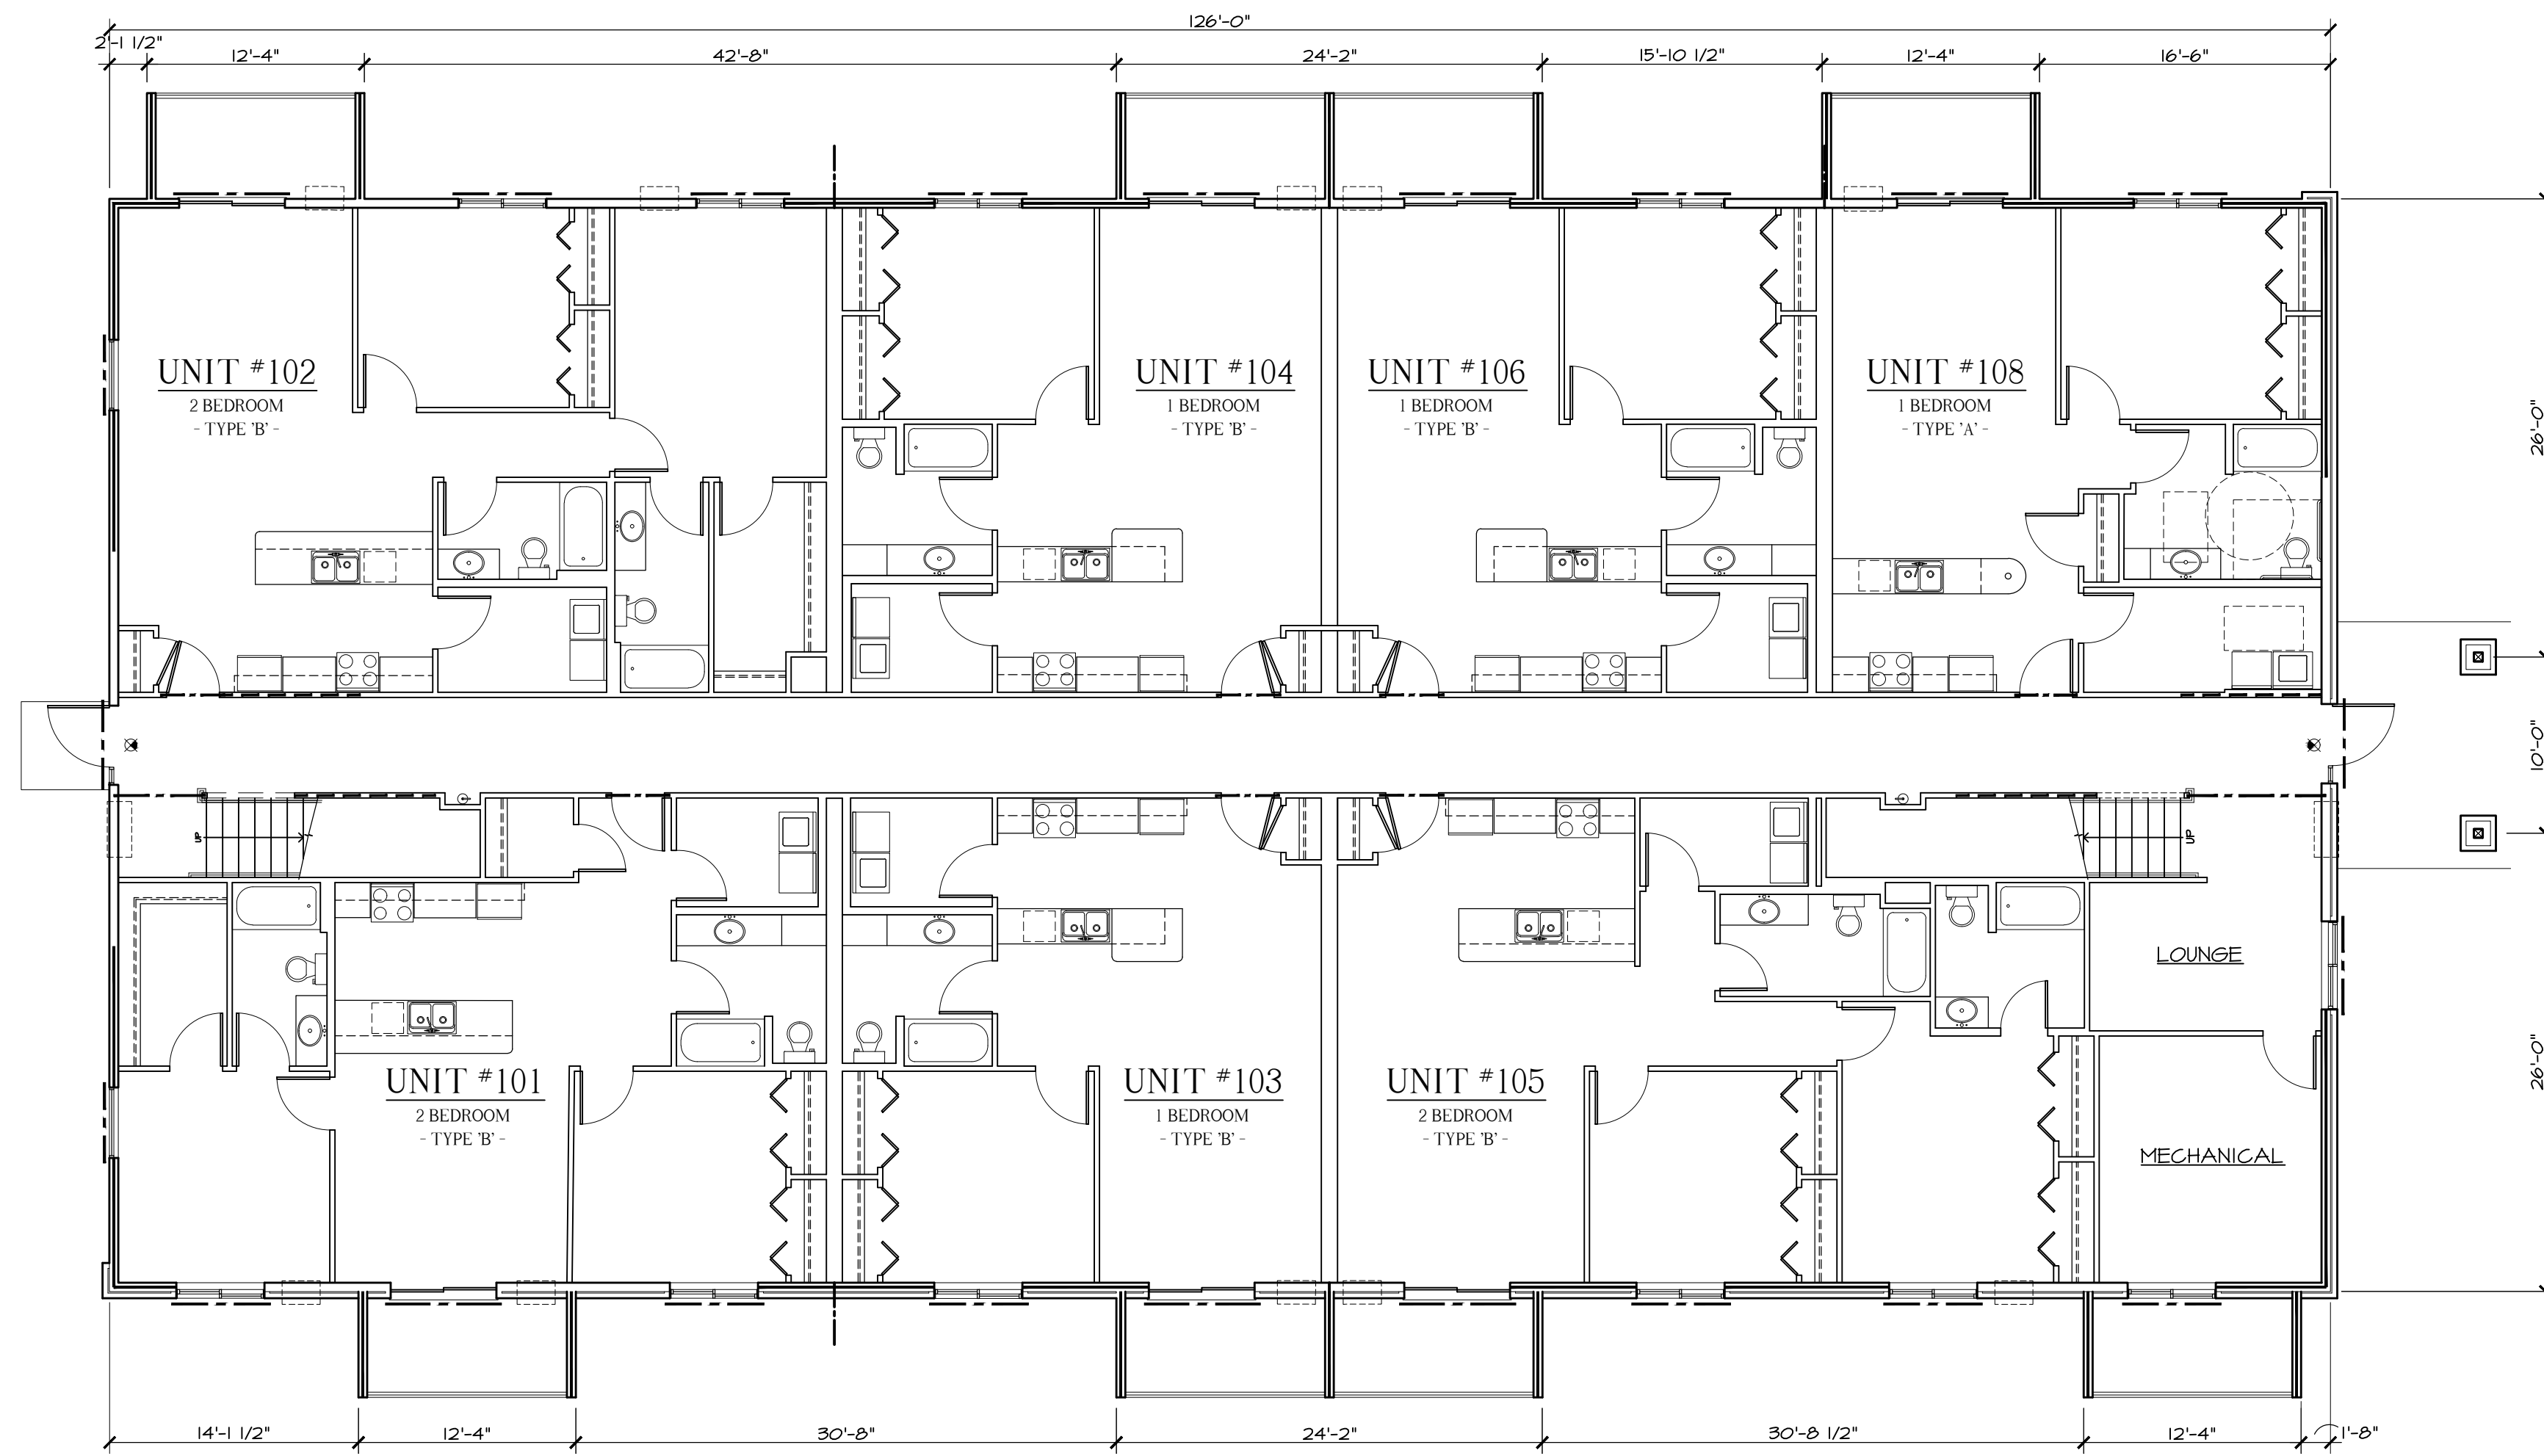 126'-0"
2'-1 1/2"
12'-4"
42'-8"
24'-2"
15'-10 1/2"
12'-4"
16'-6"
UNIT #102
2 BEDROOM
- TYPE 'B' -
UNIT #104
1 BEDROOM
- TYPE 'B' -
UNIT #106
1 BEDROOM
- TYPE 'B' -
UNIT #108
1 BEDROOM
- TYPE 'A' -
26'-0"
10'-0"
UP
UP
LOUNGE
UNIT #101
2 BEDROOM
- TYPE 'B' -
UNIT #103
1 BEDROOM
- TYPE 'B' -
UNIT #105
2 BEDROOM
- TYPE 'B' -
MECHANICAL
26'-0"
14'-1 1/2"
12'-4"
30'-8"
24'-2"
30'-8 1/2"
12'-4"
1'-8"